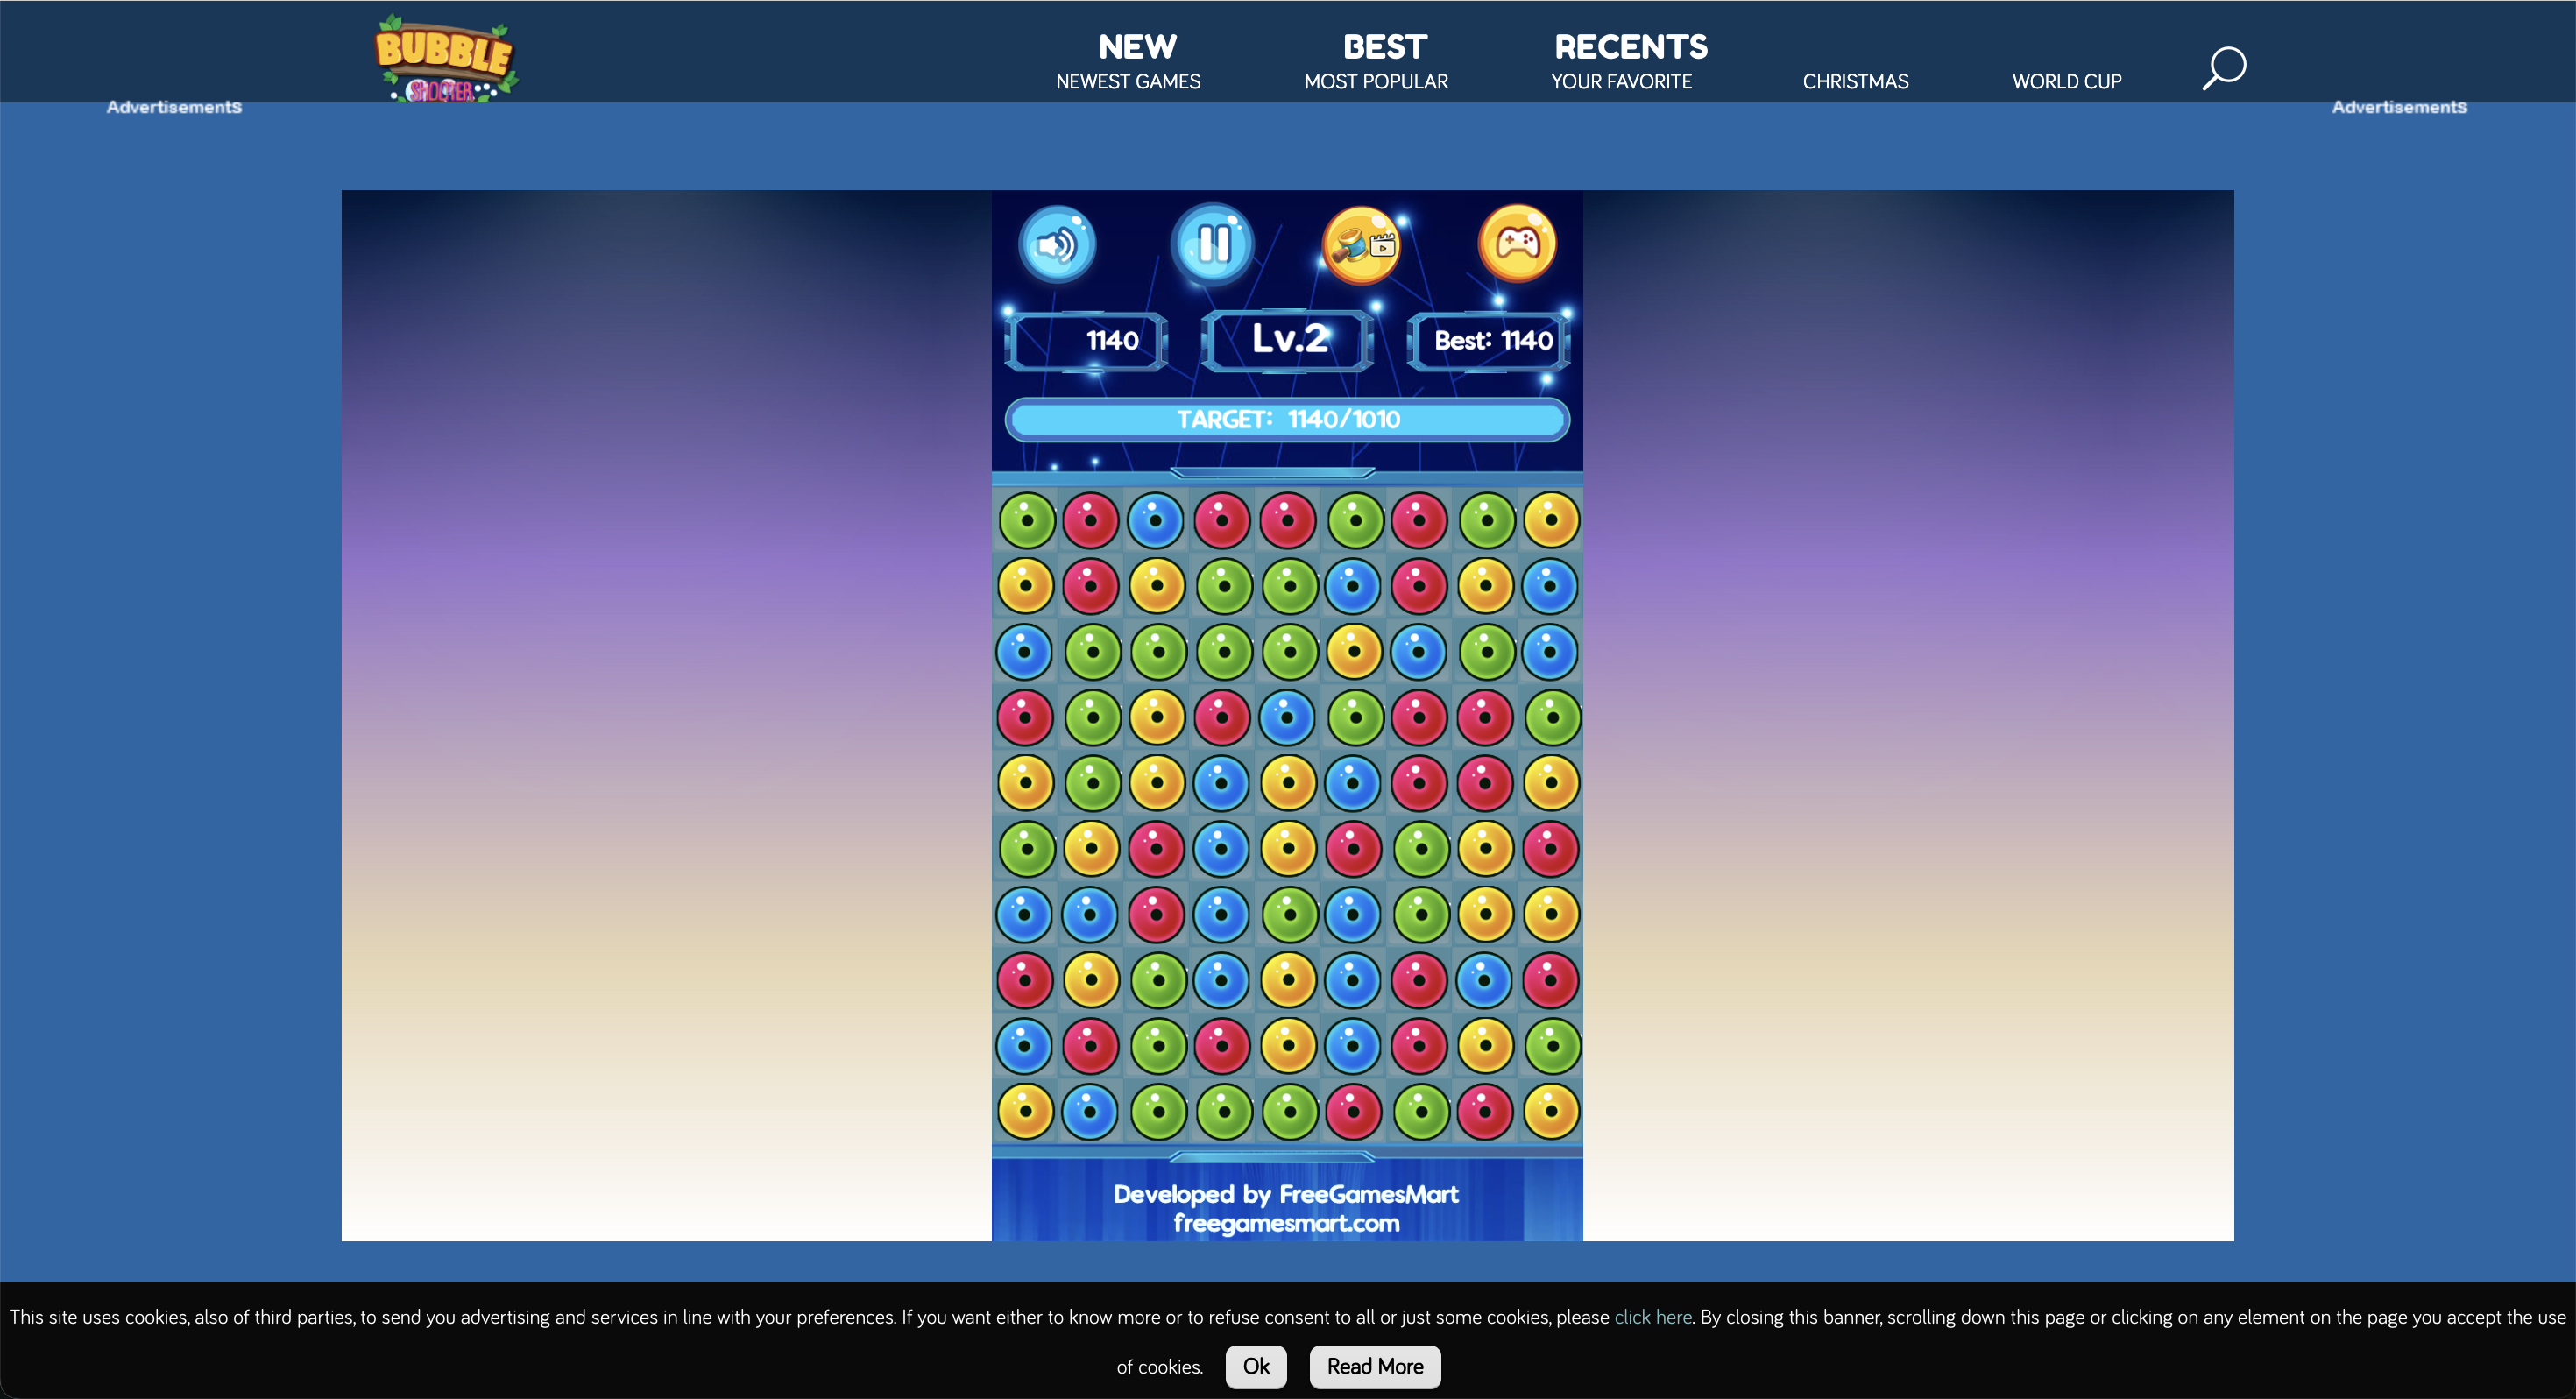 BUBBLE
SHOOTER
NEW
NEWEST GAMES
BEST
MOST POPULAR
RECENTS
YOUR FAVORITE
CHRISTMAS
WORLD CUP
Advertisements
Advertisements
1140
Lv.2
Best: 1140
TARGET: 1140/1010
Developed by FreeGamesMart
freegamesmart.com
This site uses cookies, also of third parties, to send you advertising and services in line with your preferences. If you want either to know more or to refuse consent to all or just some cookies, please click here. By closing this banner, scrolling down this page or clicking on any element on the page you accept the use
of cookies. Ok Read More